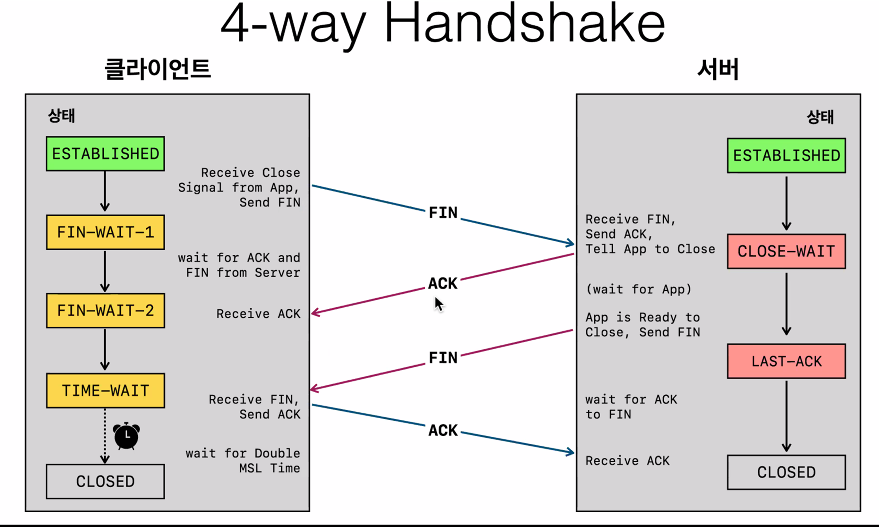 4-way Handshake
클라이언트
서버
상태
ESTABLISHED
FIN-WAIT-1
FIN-WAIT-2
TIME-WAIT
CLOSED
Receive Close
Signal from App,
Send FIN
wait for ACK and
FIN from Server
Receive ACK
Receive FIN,
Send ACK
wait for Double
MSL Time
FIN
ACK
FIN
ACK
Receive FIN,
Send ACK,
Tell App to Close
(wait for App)
App is Ready to
Close, Send FIN
wait for ACK
to FIN
Receive ACK
상태
ESTABLISHED
CLOSE-WAIT
LAST-ACK
CLOSED